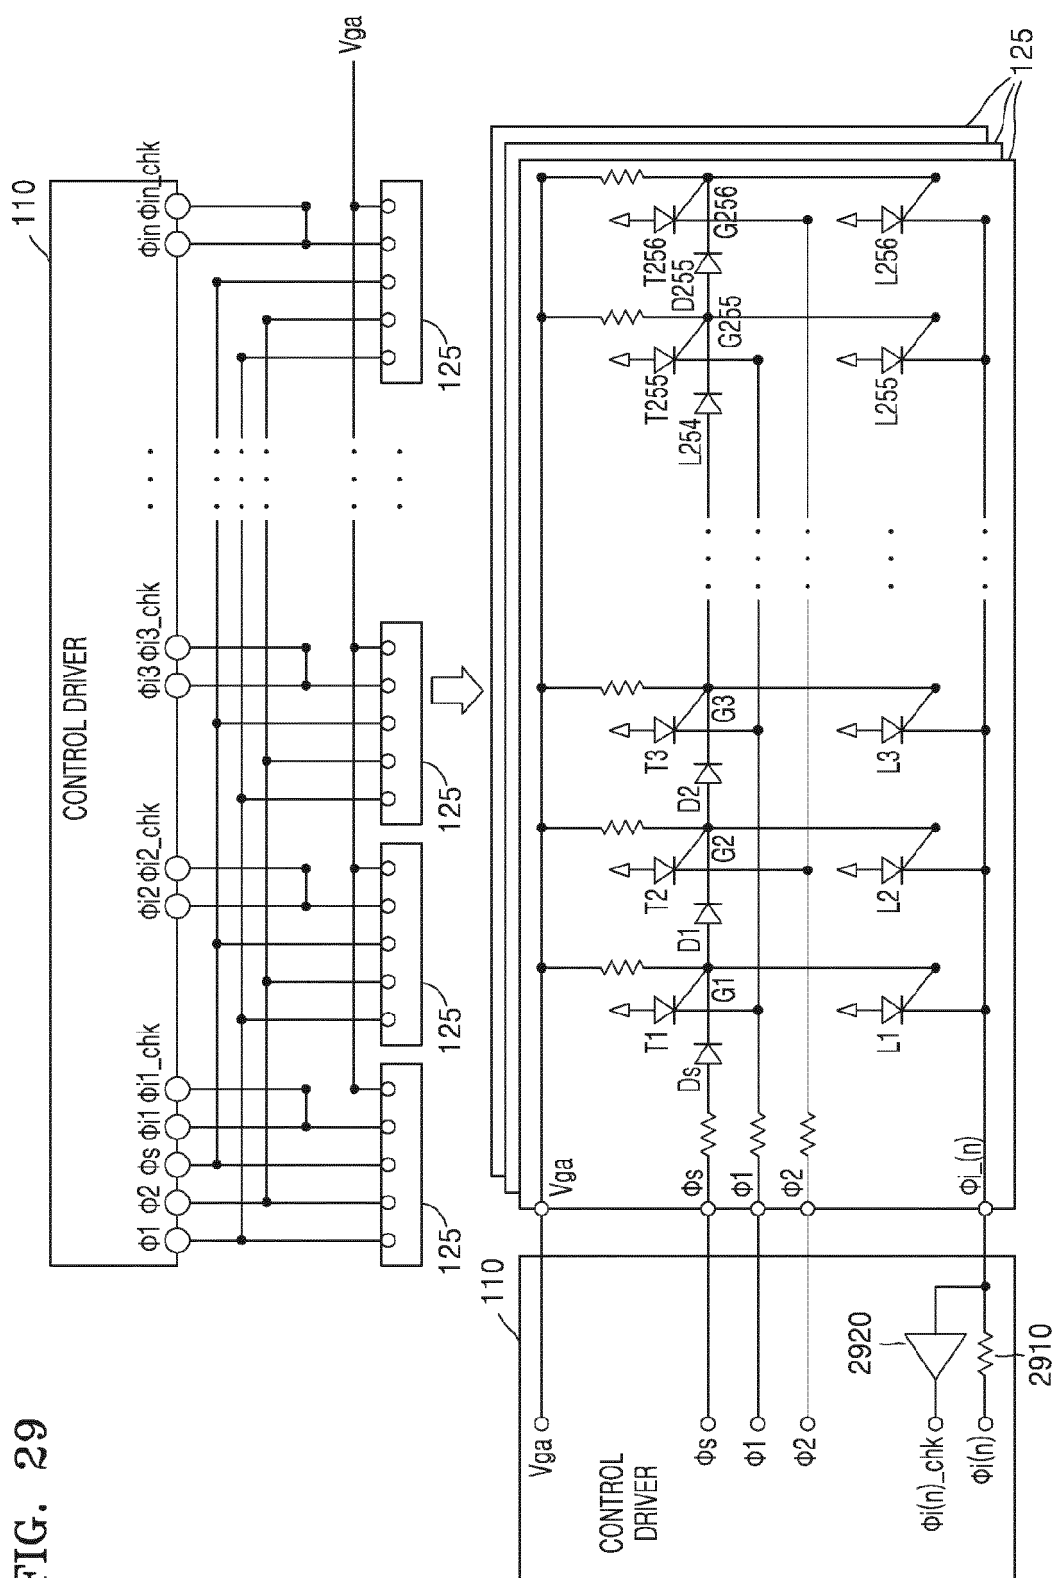 FIG. 29
110
CONTROL DRIVER
Φ1 Φ2 Φs Φi1 Φi1_chk Φi2 Φi2_chk Φi3 Φi3_chk Φin Φin_chk
Vga
125 125 125 125
110
125
Vga
Vga
T1 T2 T3 T255 T256
Ds D1 D2 L254 D255
G1 G2 G3 G255 G256
Φs Φs
Φ1 Φ1
Φ2 Φ2
CONTROL
DRIVER
L1 L2 L3 L255 L256
2920
Φi(n)_chk
Φi(n) Φi_(n)
2910